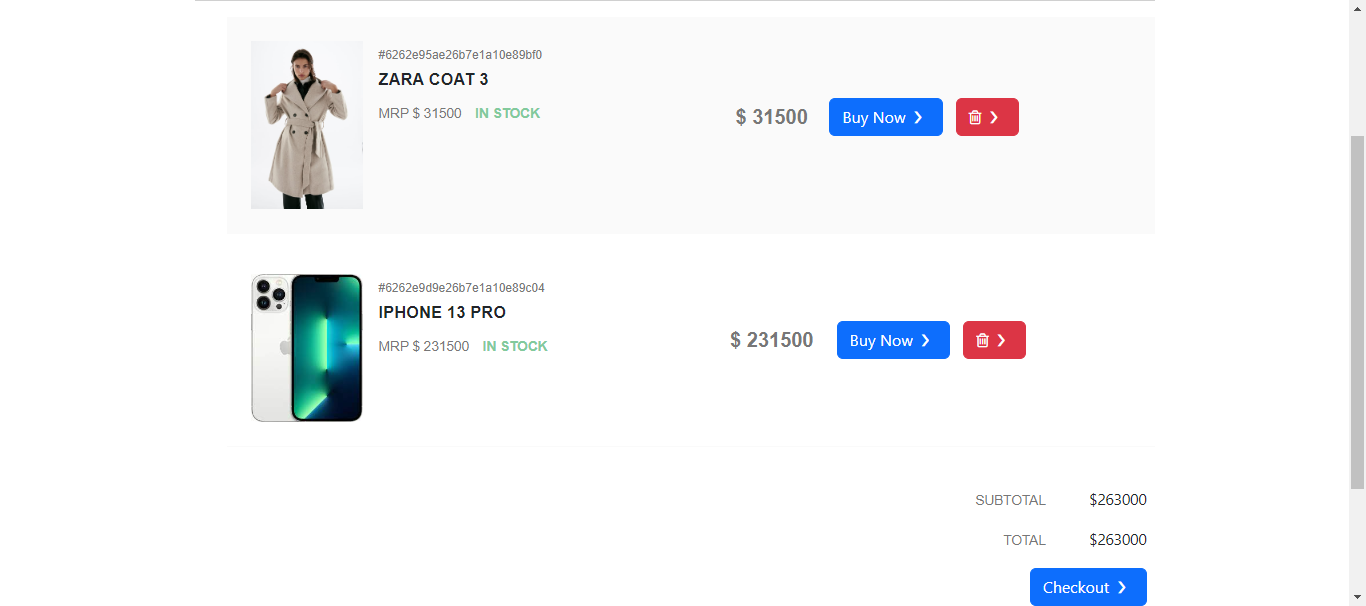 #6262e95ae26b7e1a10e89bf0
ZARA COAT 3
MRP $ 31500 IN STOCK
$ 31500 Buy Now
#6262e9d9e26b7e1a10e89c04
IPHONE 13 PRO
MRP $ 231500 IN STOCK
$ 231500 Buy Now
SUBTOTAL $263000
TOTAL $263000
Checkout